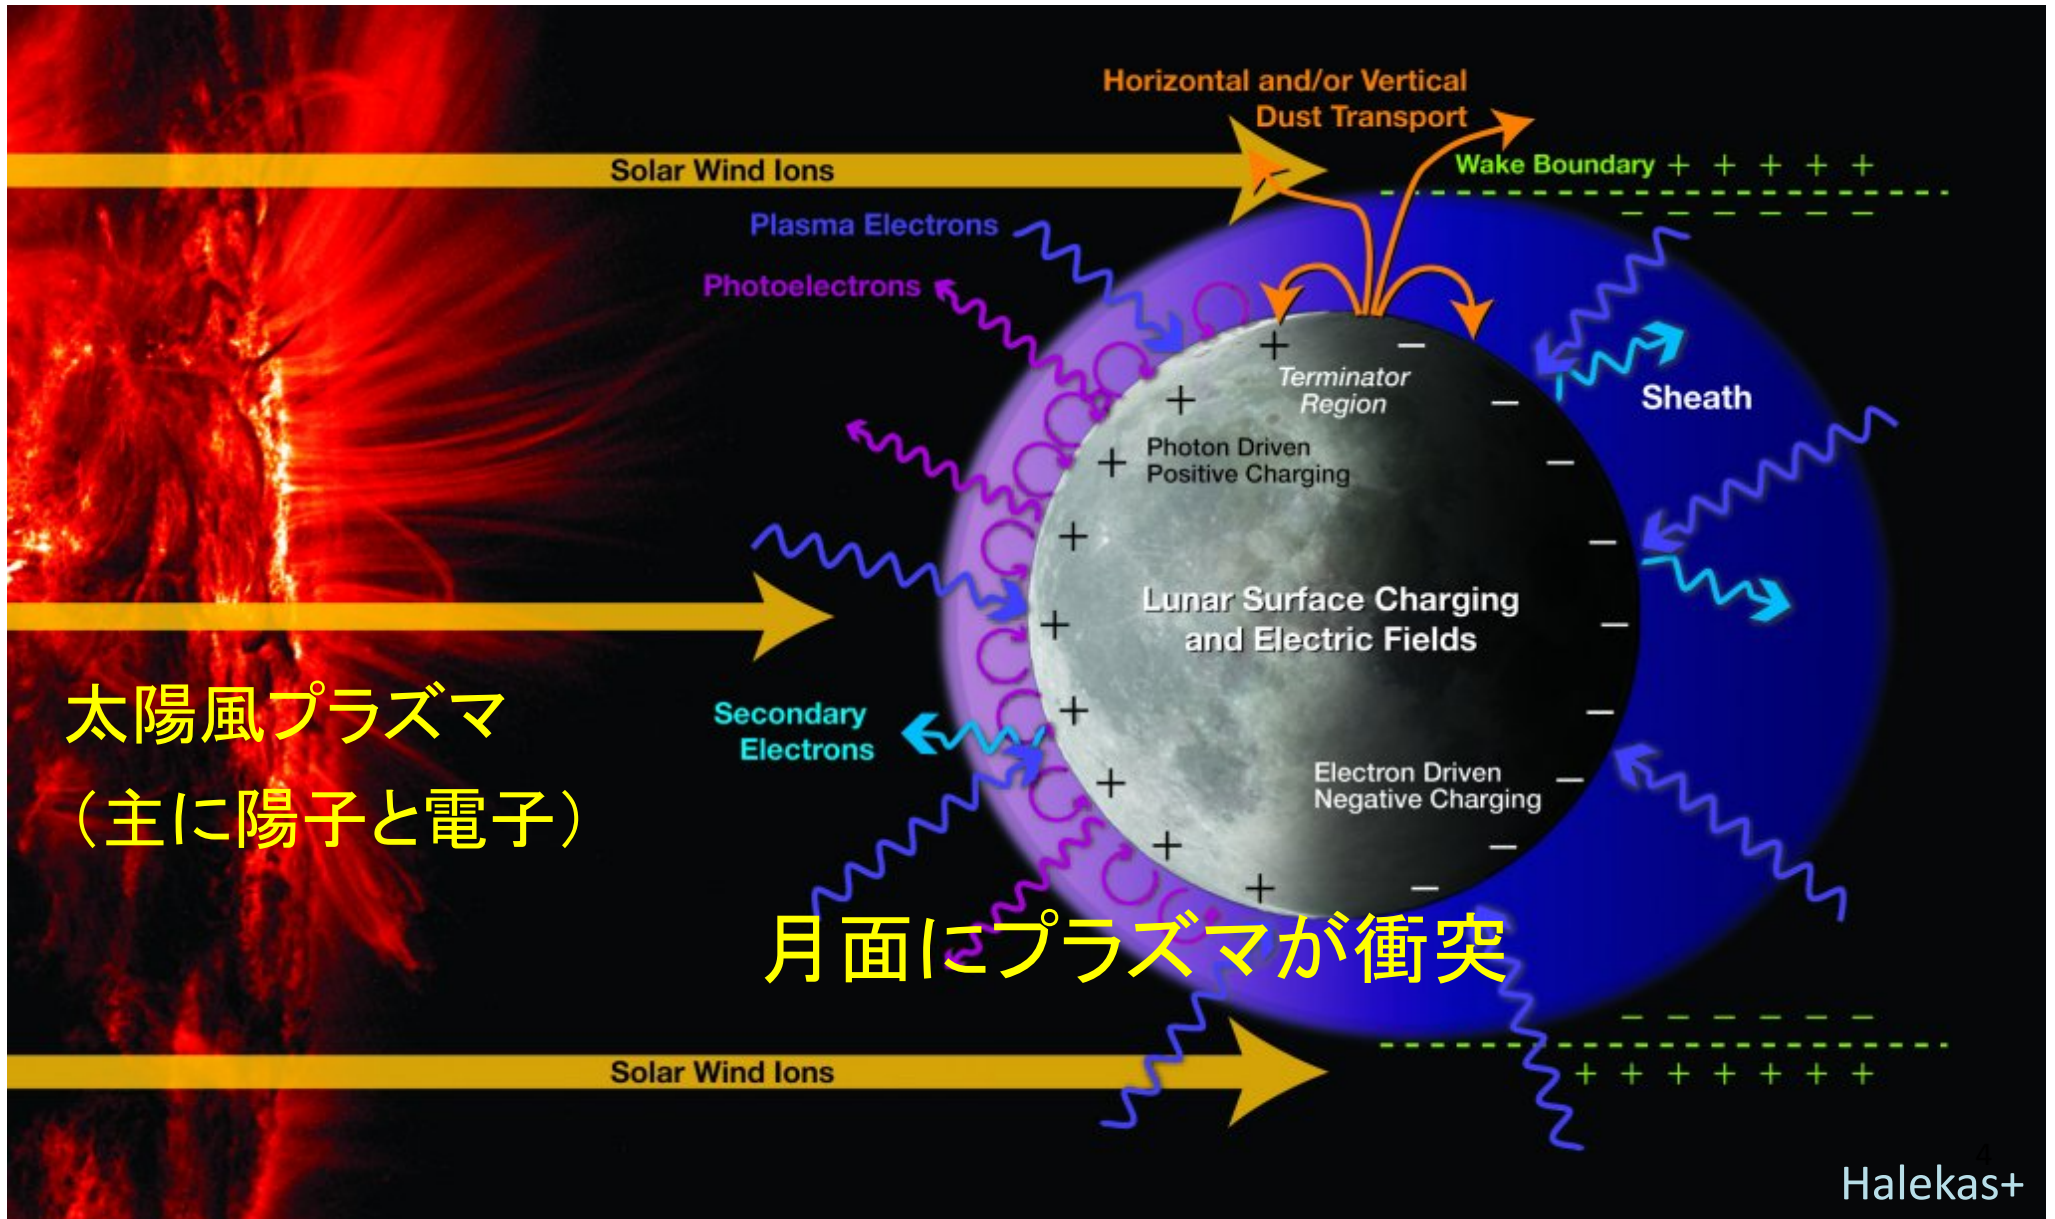 Horizontal and/or Vertical
Dust Transport
Solar Wind Ions
Wake Boundary + + + + +
− − − − − −
Plasma Electrons
Photoelectrons
Terminator
Region
Sheath
Photon Driven
Positive Charging
Lunar Surface Charging
and Electric Fields
太陽風プラズマ
（主に陽子と電子）
Secondary
Electrons
Electron Driven
Negative Charging
月面にプラズマが衝突
− − − − − −
+ + + + + + +
Solar Wind Ions
4
Halekas+